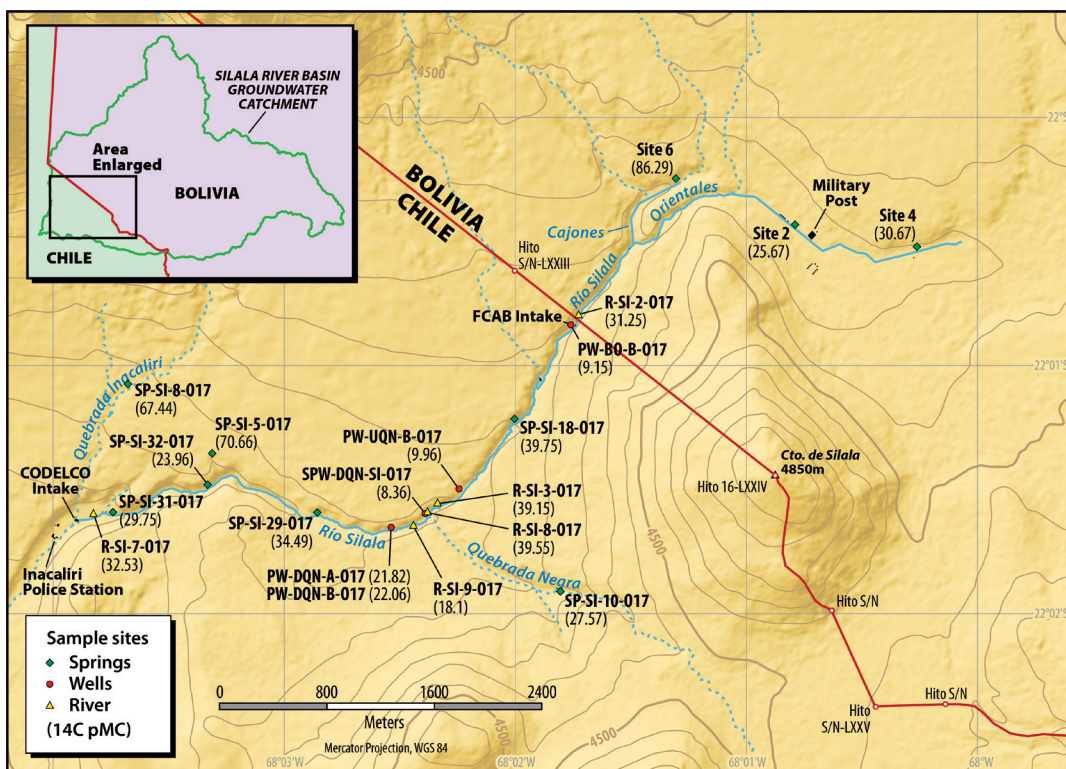 SILALA RIVER BASIN
GROUNDWATER
CATCHMENT
Area
Enlarged
BOLIVIA
CHILE
4500
22°S
Site 6
(86.29)
Military
Post
Site 4
(30.67)
Site 2
(25.67)
Orientales
Cajones
BOLIVIA
CHILE
Hito
S/N-LXXIII
Río Silala
R-SI-2-017
(31.25)
FCAB Intake
PW-BO-B-017
(9.15)
22°01'S
Quebrada Inacaliri
SP-SI-8-017
(67.44)
SP-SI-5-017
(70.66)
SP-SI-32-017
(23.96)
SP-SI-18-017
(39.75)
PW-UQN-B-017
(9.96)
SPW-DQN-SI-017
(8.36)
Cto. de Silala
4850m
Hito 16-LXXIV
CODELCO
Intake
SP-SI-31-017
(29.75)
R-SI-7-017
(32.53)
Inacaliri
Police Station
SP-SI-29-017
(34.49)
Río Silala
R-SI-3-017
(39.15)
R-SI-8-017
(39.55)
PW-DQN-A-017 (21.82)
PW-DQN-B-017 (22.06)
R-SI-9-017
(18.1)
Quebrada Negra
SP-SI-10-017
(27.57)
4500
Hito S/N
22°02'S
Sample sites
Springs
Wells
River
(14C pMC)
0 800 1600 2400
Meters
Mercator Projection, WGS 84
4500
Hito
S/N-LXXV
Hito S/N
68°03'W
68°02'W
68°01'W
68°W